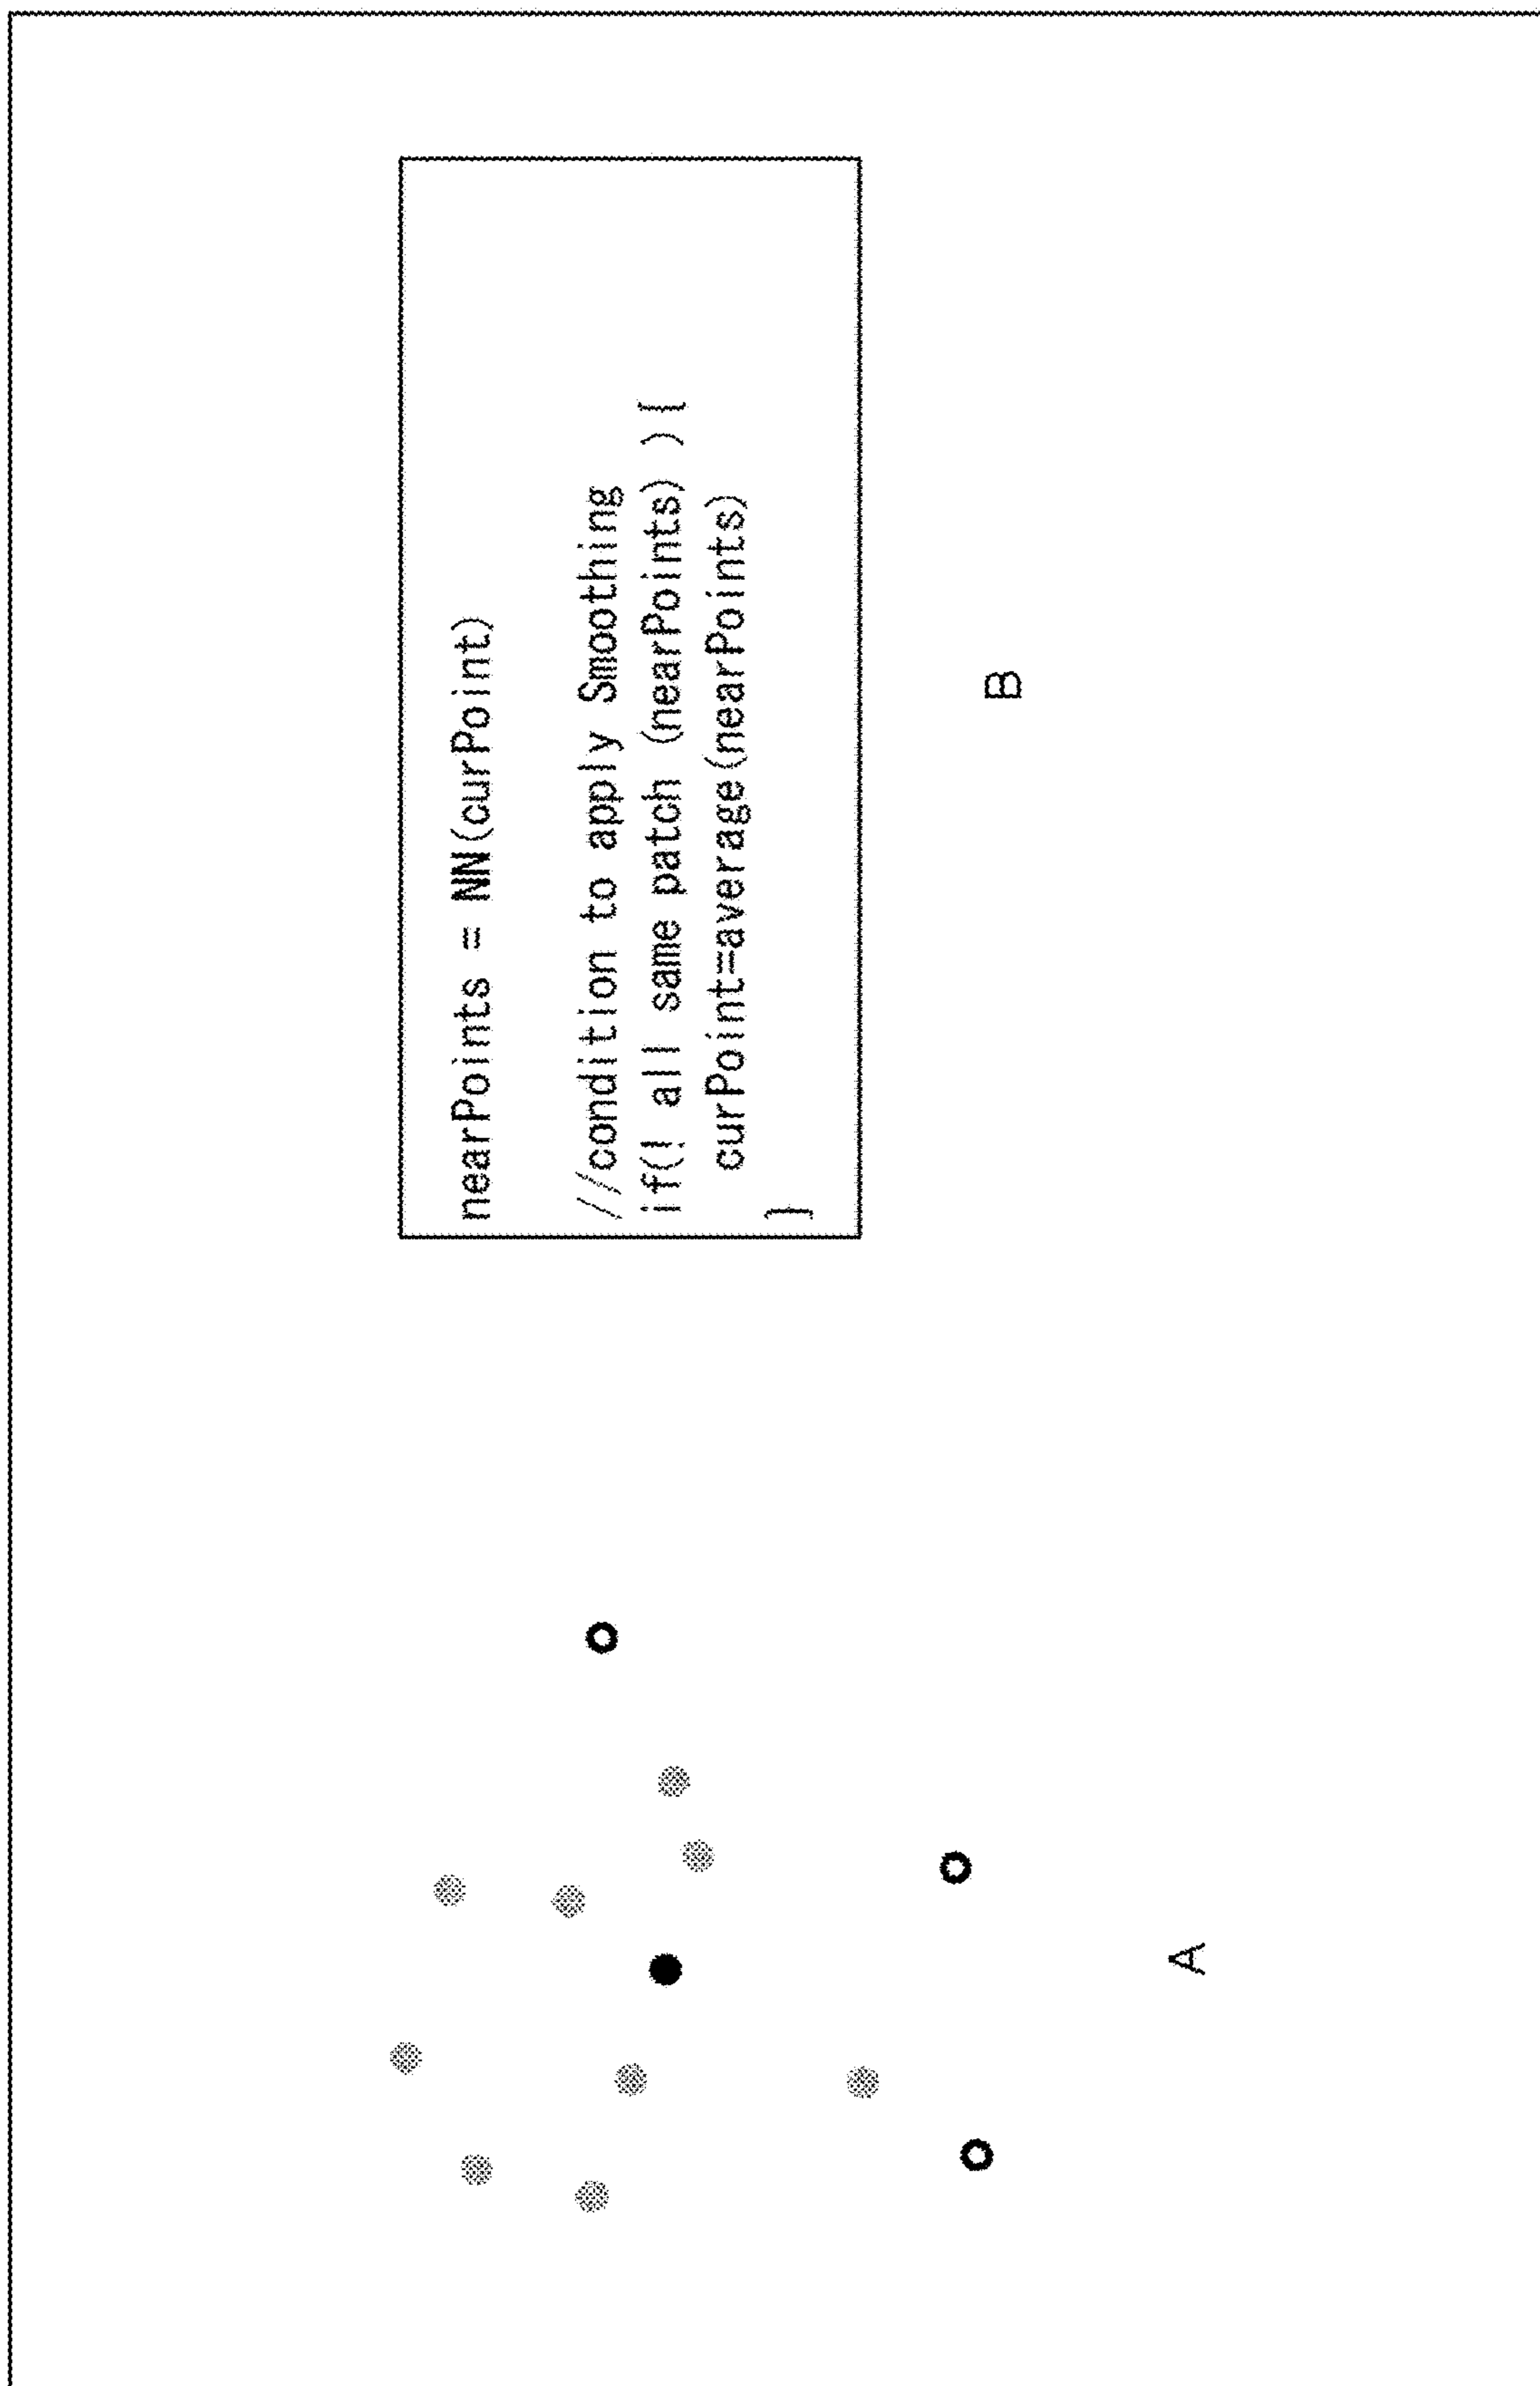 nearPoints = NN(curPoint)
//condition to apply Smoothing
if(! all same patch (nearPoints) ){
curPoint=average(nearPoints)
}
A
B